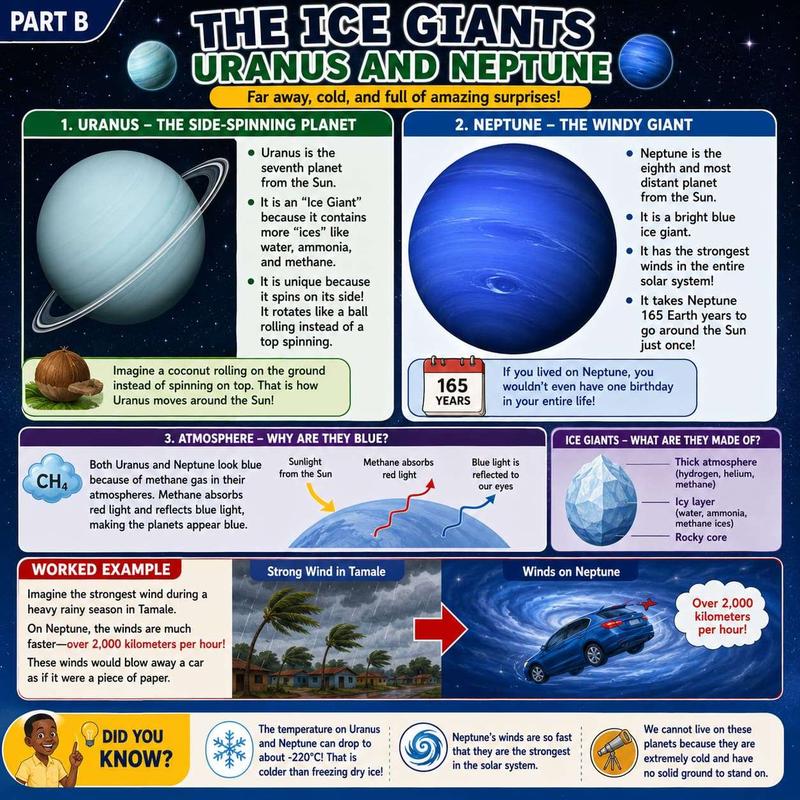 PART B
THE ICE GIANTS
URANUS AND NEPTUNE
Far away, cold, and full of amazing surprises!
1. URANUS – THE SIDE-SPINNING PLANET
• Uranus is the
seventh planet
from the Sun.
• It is an “Ice Giant”
because it contains
more “ices” like
water, ammonia,
and methane.
• It is unique because
it spins on its side!
It rotates like a ball
rolling instead of a
top spinning.
Imagine a coconut rolling on the ground
instead of spinning on top. That is how
Uranus moves around the Sun!
2. NEPTUNE – THE WINDY GIANT
• Neptune is the
eighth and most
distant planet
from the Sun.
• It is a bright blue
ice giant.
• It has the strongest
winds in the entire
solar system!
• It takes Neptune
165 Earth years to
go around the Sun
just once!
165
YEARS
If you lived on Neptune, you
wouldn’t even have one birthday
in your entire life!
3. ATMOSPHERE – WHY ARE THEY BLUE?
CH₄
Both Uranus and Neptune look blue
because of methane gas in their
atmospheres. Methane absorbs
red light and reflects blue light,
making the planets appear blue.
Sunlight
from the Sun
Methane absorbs
red light
Blue light is
reflected to
our eyes
ICE GIANTS – WHAT ARE THEY MADE OF?
Thick atmosphere
(hydrogen, helium,
methane)
Icy layer
(water, ammonia,
methane ices)
Rocky core
WORKED EXAMPLE
Imagine the strongest wind during a
heavy rainy season in Tamale.
On Neptune, the winds are much
faster—over 2,000 kilometers per hour!
These winds would blow away a car
as if it were a piece of paper.
Strong Wind in Tamale
Winds on Neptune
Over 2,000
kilometers
per hour!
DID YOU
KNOW?
The temperature on Uranus
and Neptune can drop to
about -220°C! That is
colder than freezing dry ice!
Neptune’s winds are so fast
that they are the strongest
in the solar system.
We cannot live on these
planets because they are
extremely cold and have
no solid ground to stand on.